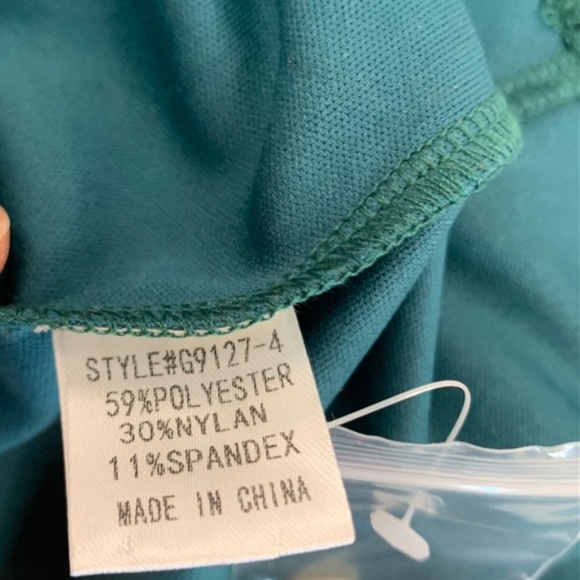 STYLE#G9127-4
59%POLYESTER
30%NYLAN
11%SPANDEX
MADE IN CHINA